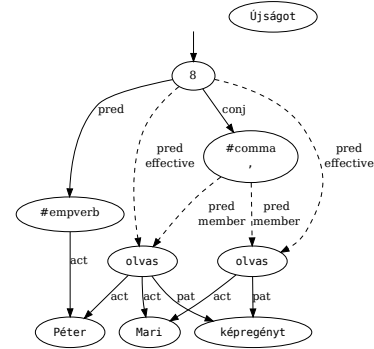 Újságot
8
pred
conj
pred
effective
#comma
,
pred
effective
pred
member
pred
member
#empverb
act
olvas
olvas
act
act
pat
act
pat
Péter
Mari
képregényt